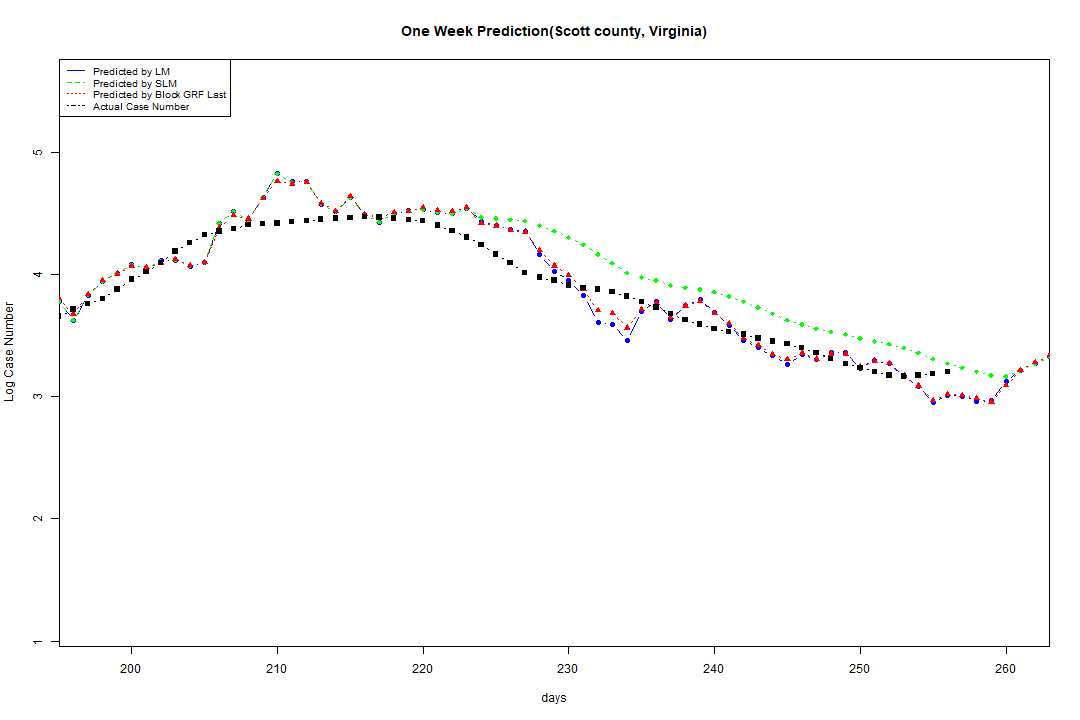 One Week Prediction(Scott county, Virginia)
Predicted by LM
Predicted by SLM
Predicted by Block GRF Last
Actual Case Number
5
4
3
2
1
Log Case Number
200 210 220 230 240 250 260
days